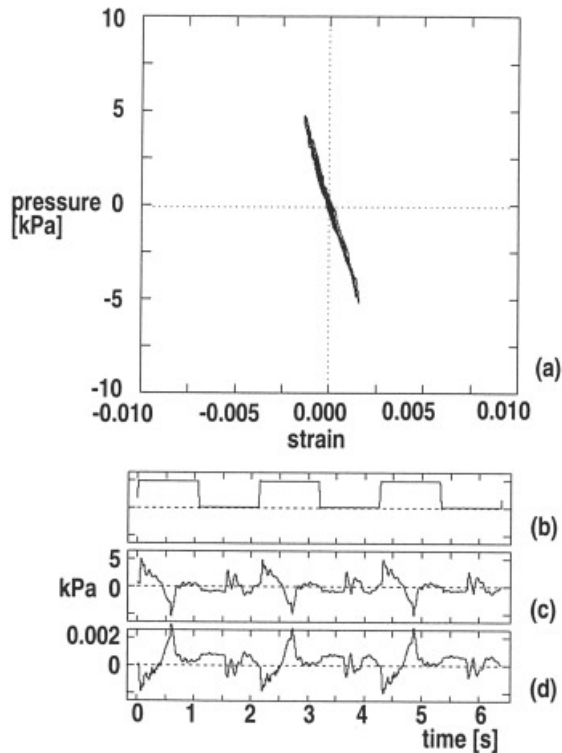 10
5
pressure 0
[kPa]
-5
-10
-0.010 -0.005 0.000 0.005 0.010
strain
(a)
(b)
5
kPa 0
(c)
0.002
0
(d)
0 1 2 3 4 5 6
time [s]